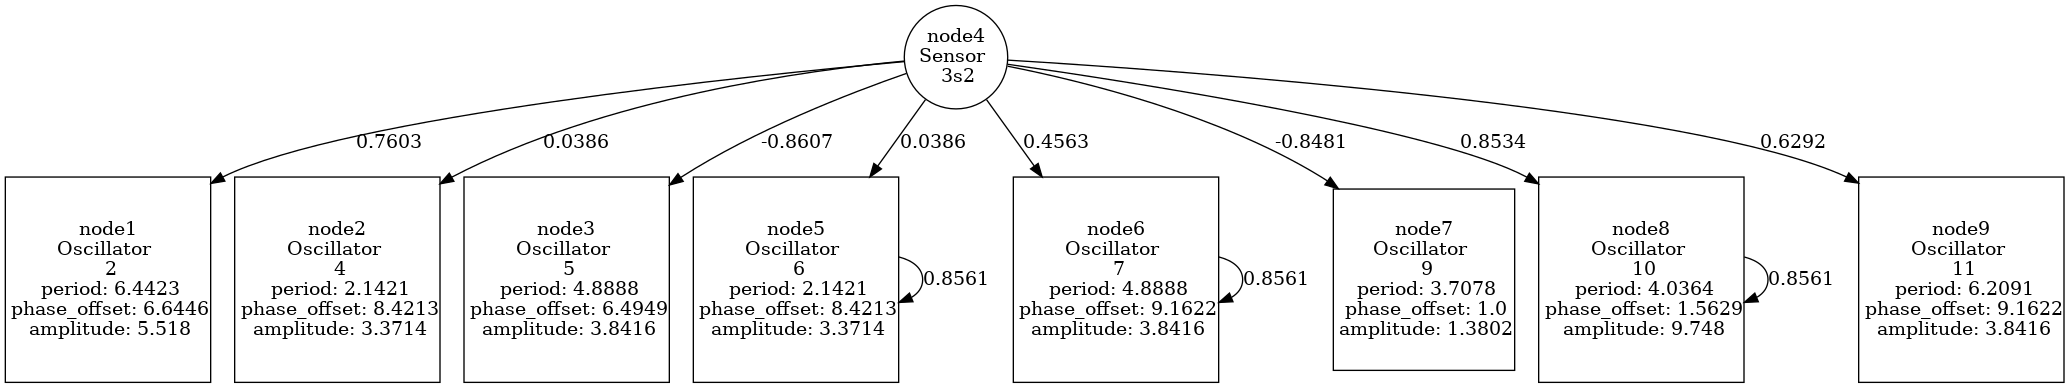 node4
Sensor
3s2
0.7603
0.0386
-0.8607
0.0386
0.4563
-0.8481
0.8534
0.6292
node1
Oscillator
2
period: 6.4423
phase_offset: 6.6446
amplitude: 5.518
node2
Oscillator
4
period: 2.1421
phase_offset: 8.4213
amplitude: 3.3714
node3
Oscillator
5
period: 4.8888
phase_offset: 6.4949
amplitude: 3.8416
node5
Oscillator
6
period: 2.1421
phase_offset: 8.4213
amplitude: 3.3714
0.8561
node6
Oscillator
7
period: 4.8888
phase_offset: 9.1622
amplitude: 3.8416
0.8561
node7
Oscillator
9
period: 3.7078
phase_offset: 1.0
amplitude: 1.3802
node8
Oscillator
10
period: 4.0364
phase_offset: 1.5629
amplitude: 9.748
0.8561
node9
Oscillator
11
period: 6.2091
phase_offset: 9.1622
amplitude: 3.8416